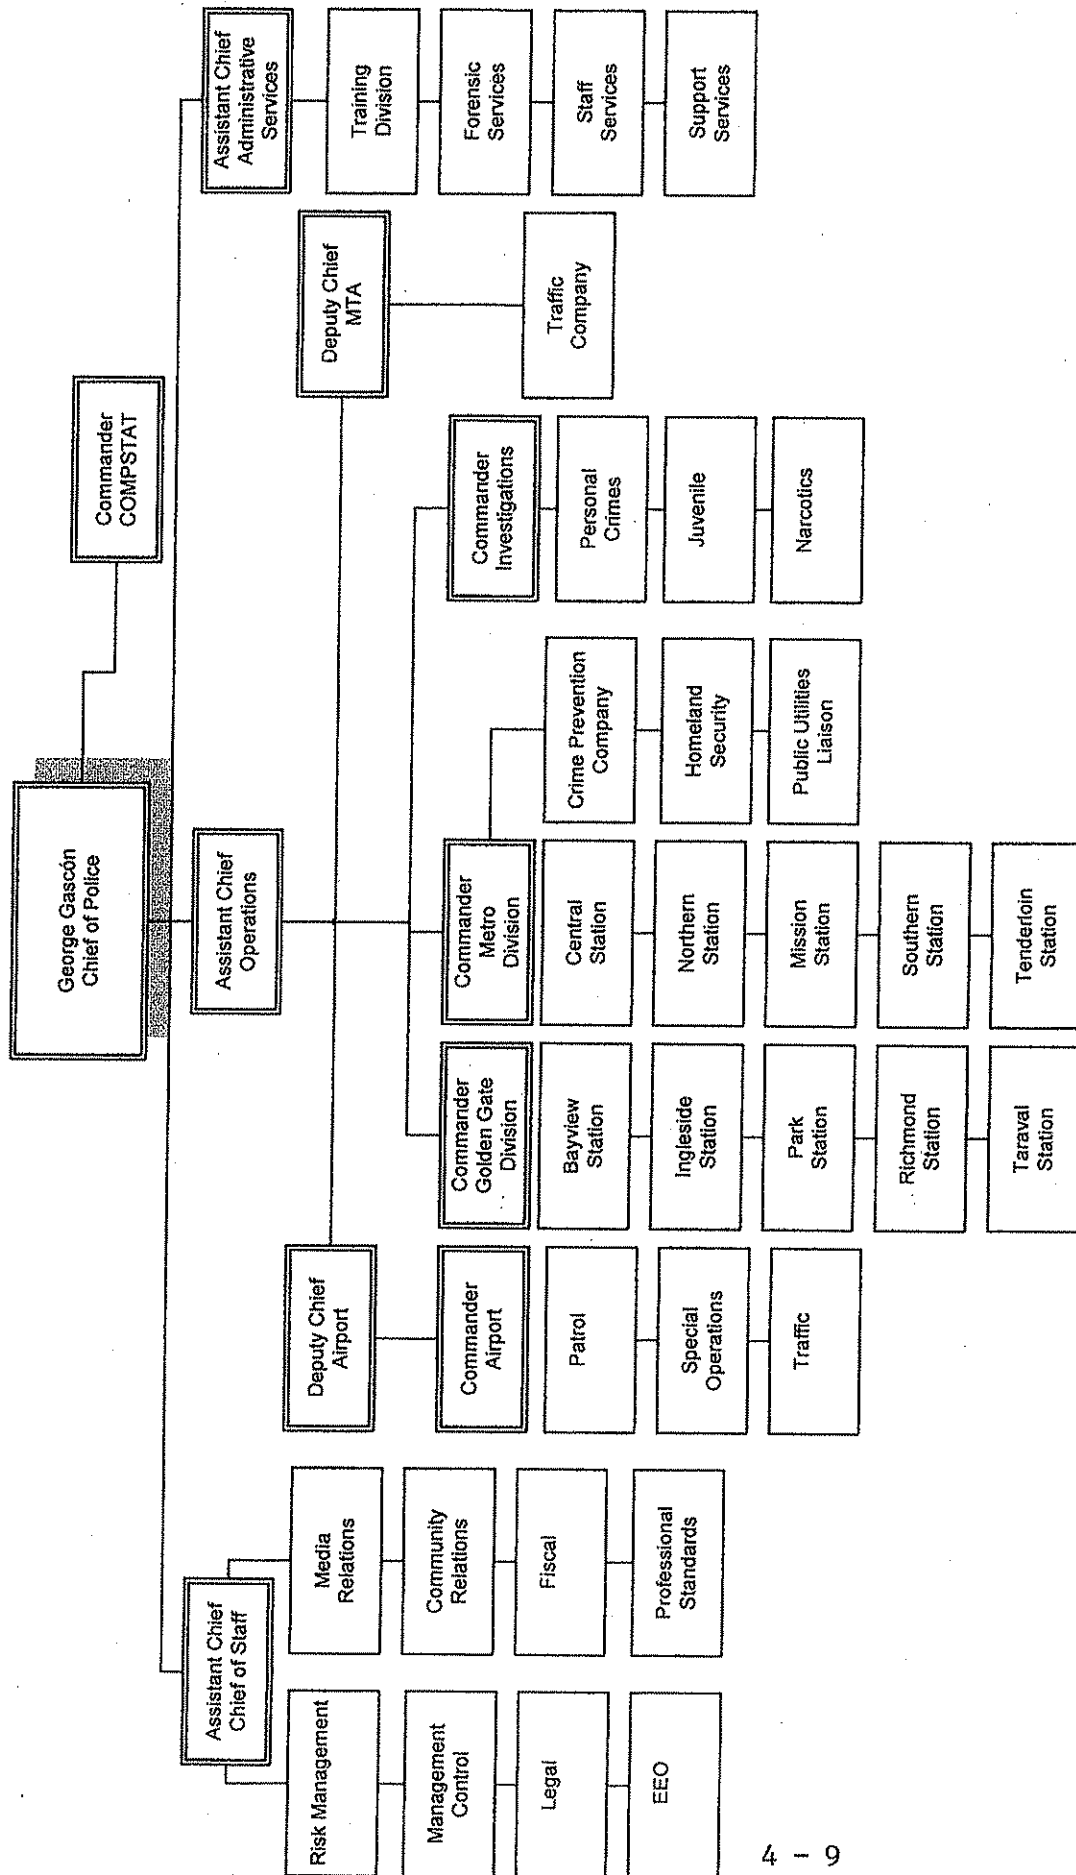 George Gascón
Chief of Police
Commander
COMPSTAT
Assistant Chief
Chief of Staff
Assistant Chief
Operations
Assistant Chief
Administrative
Services
Risk Management
Management
Control
Legal
EEO
Media
Relations
Community
Relations
Fiscal
Professional
Standards
Deputy Chief
Airport
Commander
Airport
Patrol
Special
Operations
Traffic
Commander
Golden Gate
Division
Bayview
Station
Ingleside
Station
Park
Station
Richmond
Station
Taraval
Station
Commander
Metro
Division
Central
Station
Northern
Station
Mission
Station
Southern
Station
Tenderloin
Station
Crime Prevention
Company
Homeland
Security
Public Utilities
Liaison
Commander
Investigations
Personal
Crimes
Juvenile
Narcotics
Deputy Chief
MTA
Traffic
Company
Training
Division
Forensic
Services
Staff
Services
Support
Services
4 - 9